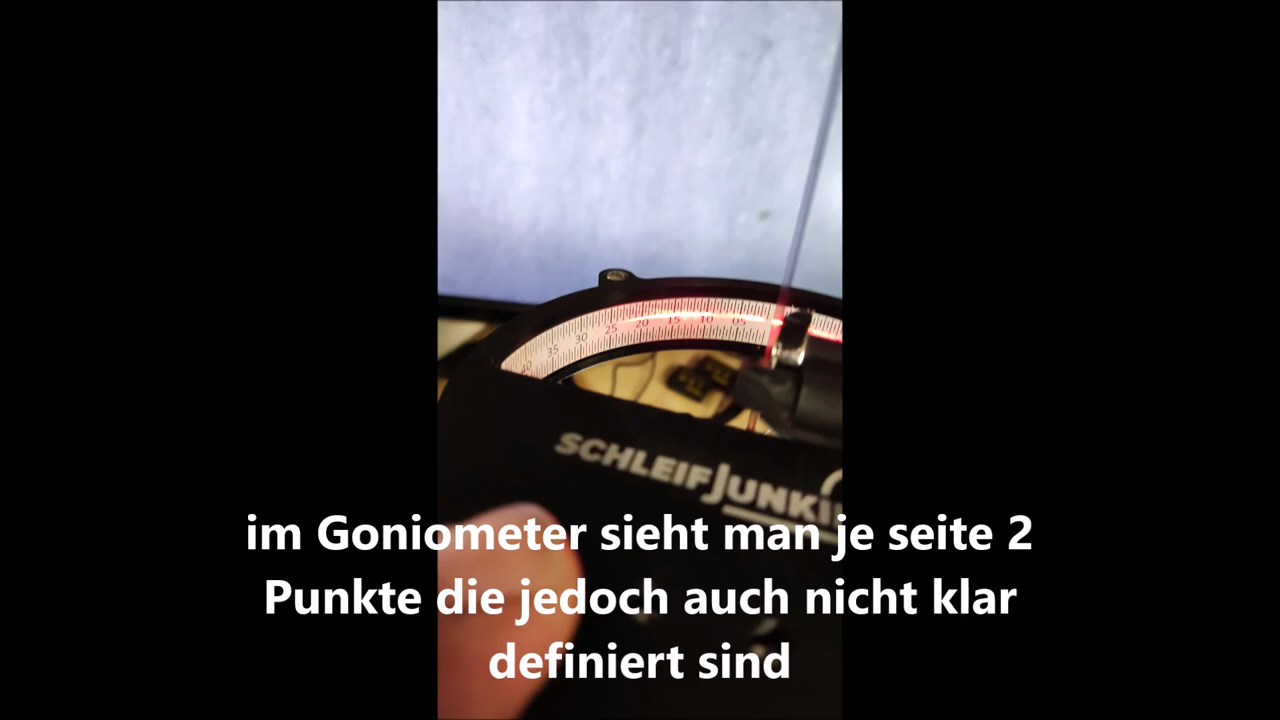 40 35 30 25 20 15 10 05
SCHLEIFJUNKI
im Goniometer sieht man je seite 2
Punkte die jedoch auch nicht klar
definiert sind